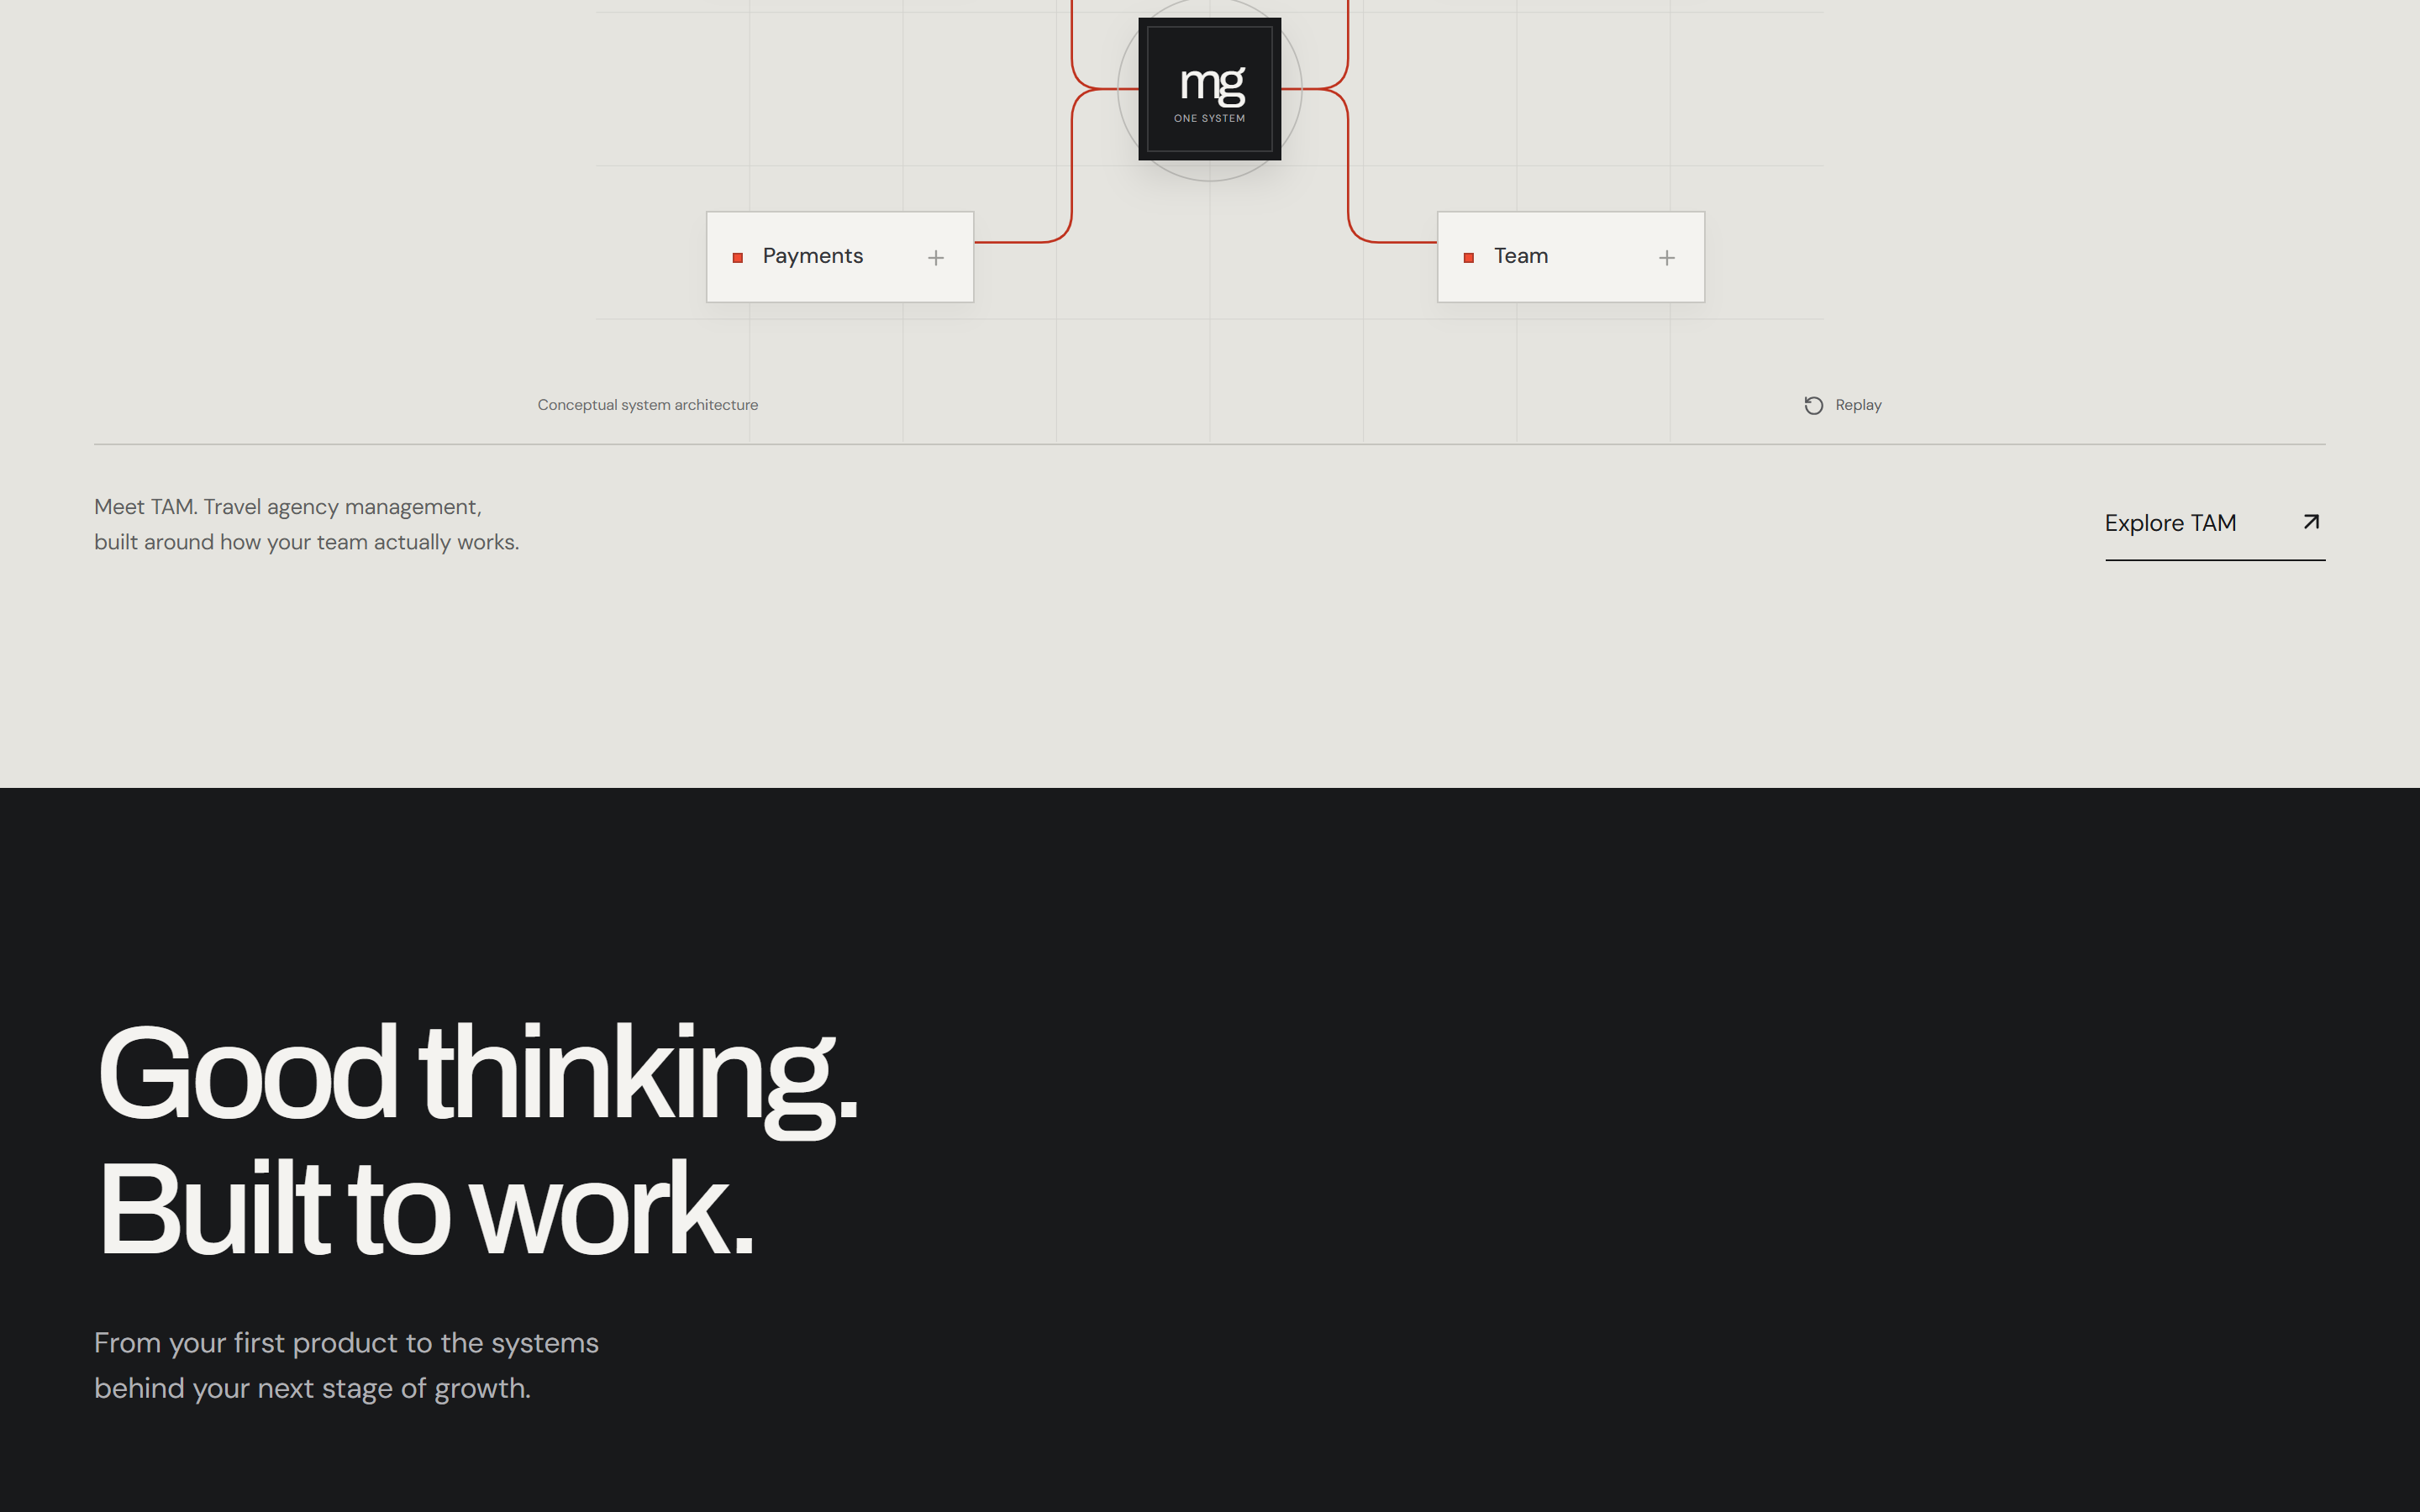 mg
ONE SYSTEM
Payments
Team
Conceptual system architecture
Replay
Meet TAM. Travel agency management,
built around how your team actually works.
Explore TAM
Good thinking.
Built to work.
From your first product to the systems
behind your next stage of growth.